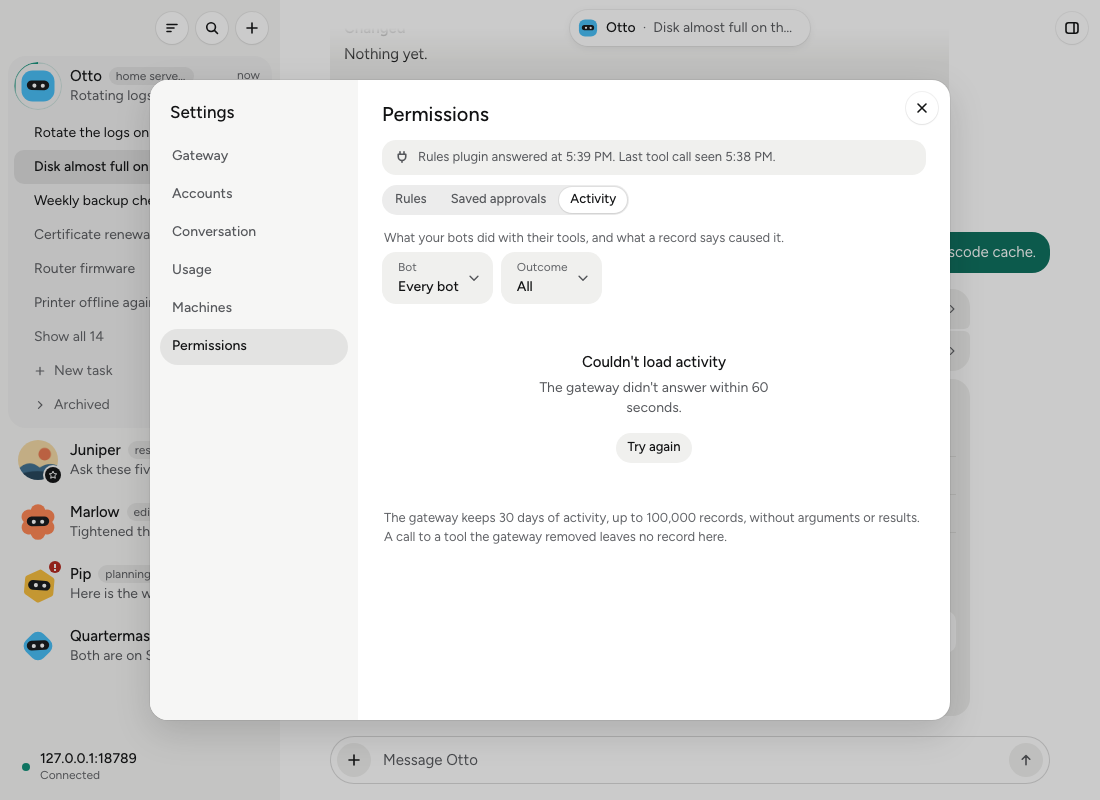 Otto · Disk almost full on th...
Nothing yet.
Otto home serve... now
Rotating logs
Rotate the logs on
Disk almost full on
Weekly backup che
Certificate renewa
Router firmware
Printer offline again
Show all 14
New task
Archived
Juniper res
Ask these fiv
Marlow edi
Tightened th
Pip planning
Here is the w
Quartermas
Both are on S
127.0.0.1:18789
Connected
Settings
Gateway
Accounts
Conversation
Usage
Machines
Permissions
Permissions
Rules plugin answered at 5:39 PM. Last tool call seen 5:38 PM.
Rules Saved approvals Activity
What your bots did with their tools, and what a record says caused it.
Bot
Every bot
Outcome
All
Couldn't load activity
The gateway didn't answer within 60
seconds.
Try again
The gateway keeps 30 days of activity, up to 100,000 records, without arguments or results.
A call to a tool the gateway removed leaves no record here.
scode cache.
Message Otto